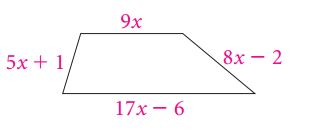 9x
5x + 1
8x − 2
17x − 6